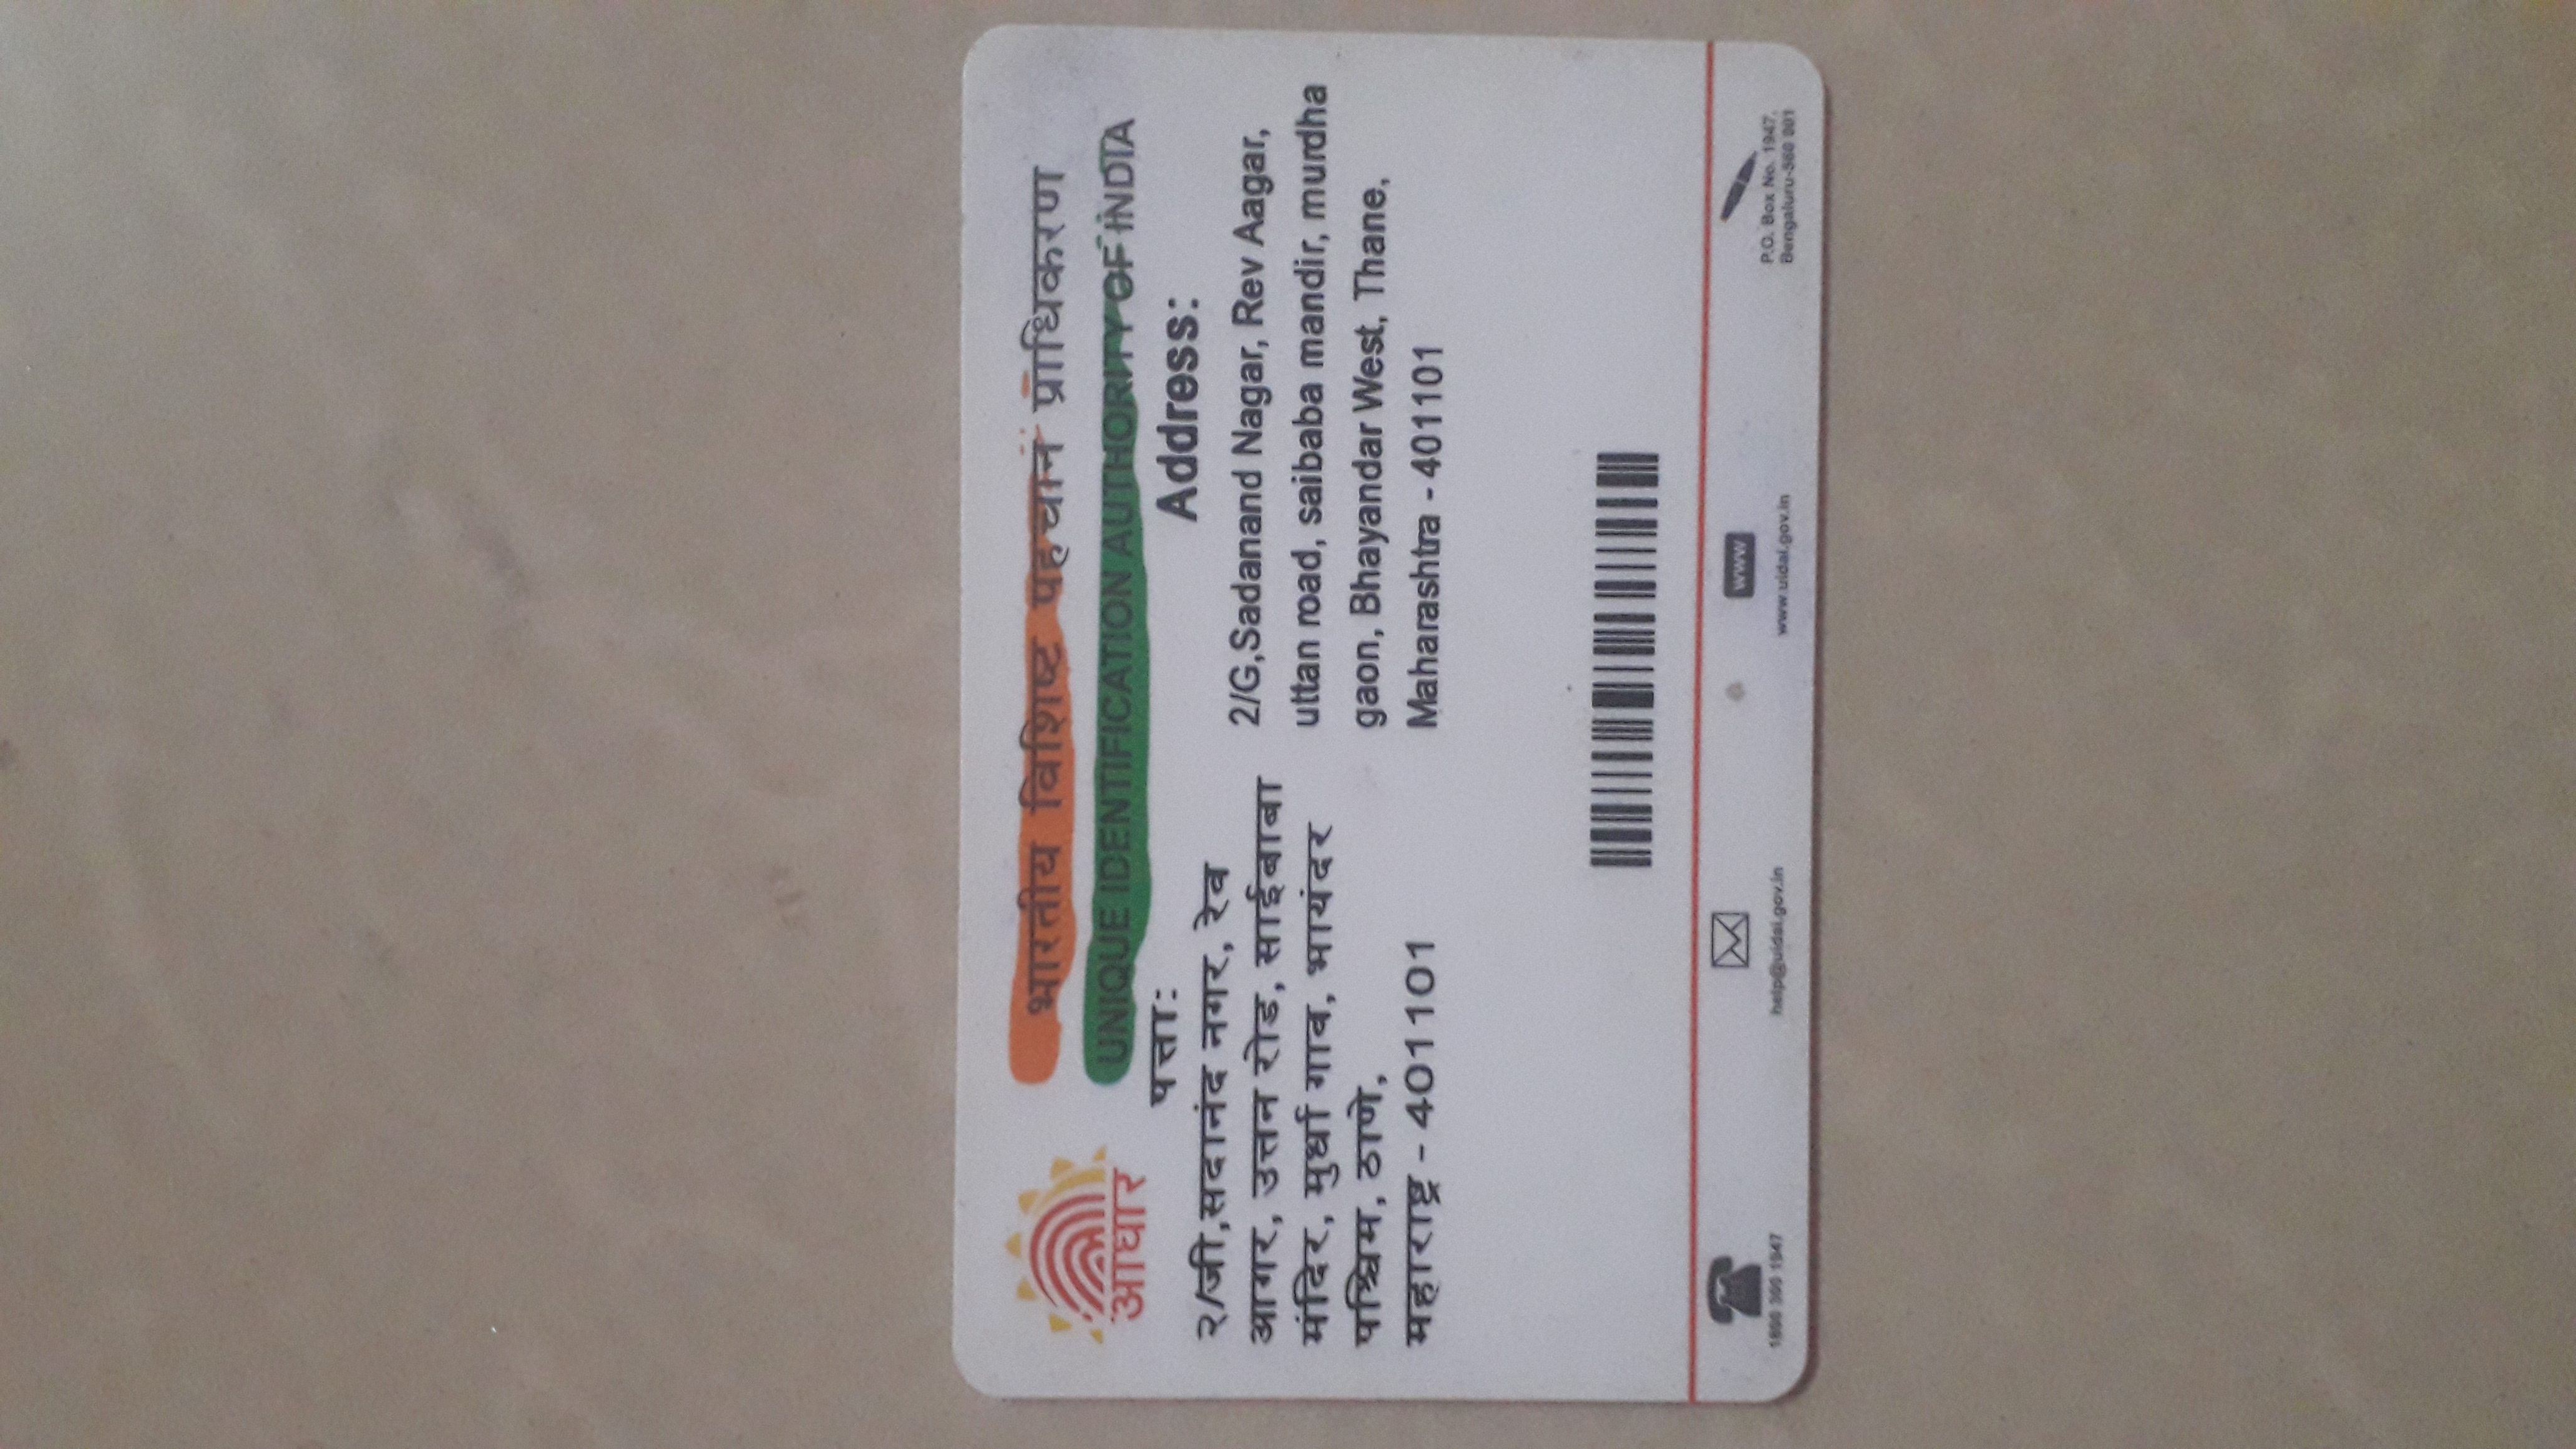 भारतीय विशिष्ट पहचान प्राधिकरण
UNIQUE IDENTIFICATION AUTHORITY OF INDIA
आधार
पत्ता:
२/जी,सदानंद नगर, रेव
आगर, उत्तन रोड, साईबाबा
मंदिर, मुर्धा गाव, भायंदर
पश्चिम, ठाणे,
महाराष्ट्र - 401101
Address:
2/G,Sadanand Nagar, Rev Aagar,
uttan road, saibaba mandir, murdha
gaon, Bhayandar West, Thane,
Maharashtra - 401101
1800 300 1947
help@uidai.gov.in
www
www.uidai.gov.in
P.O. Box No. 1947,
Bengaluru-560 001